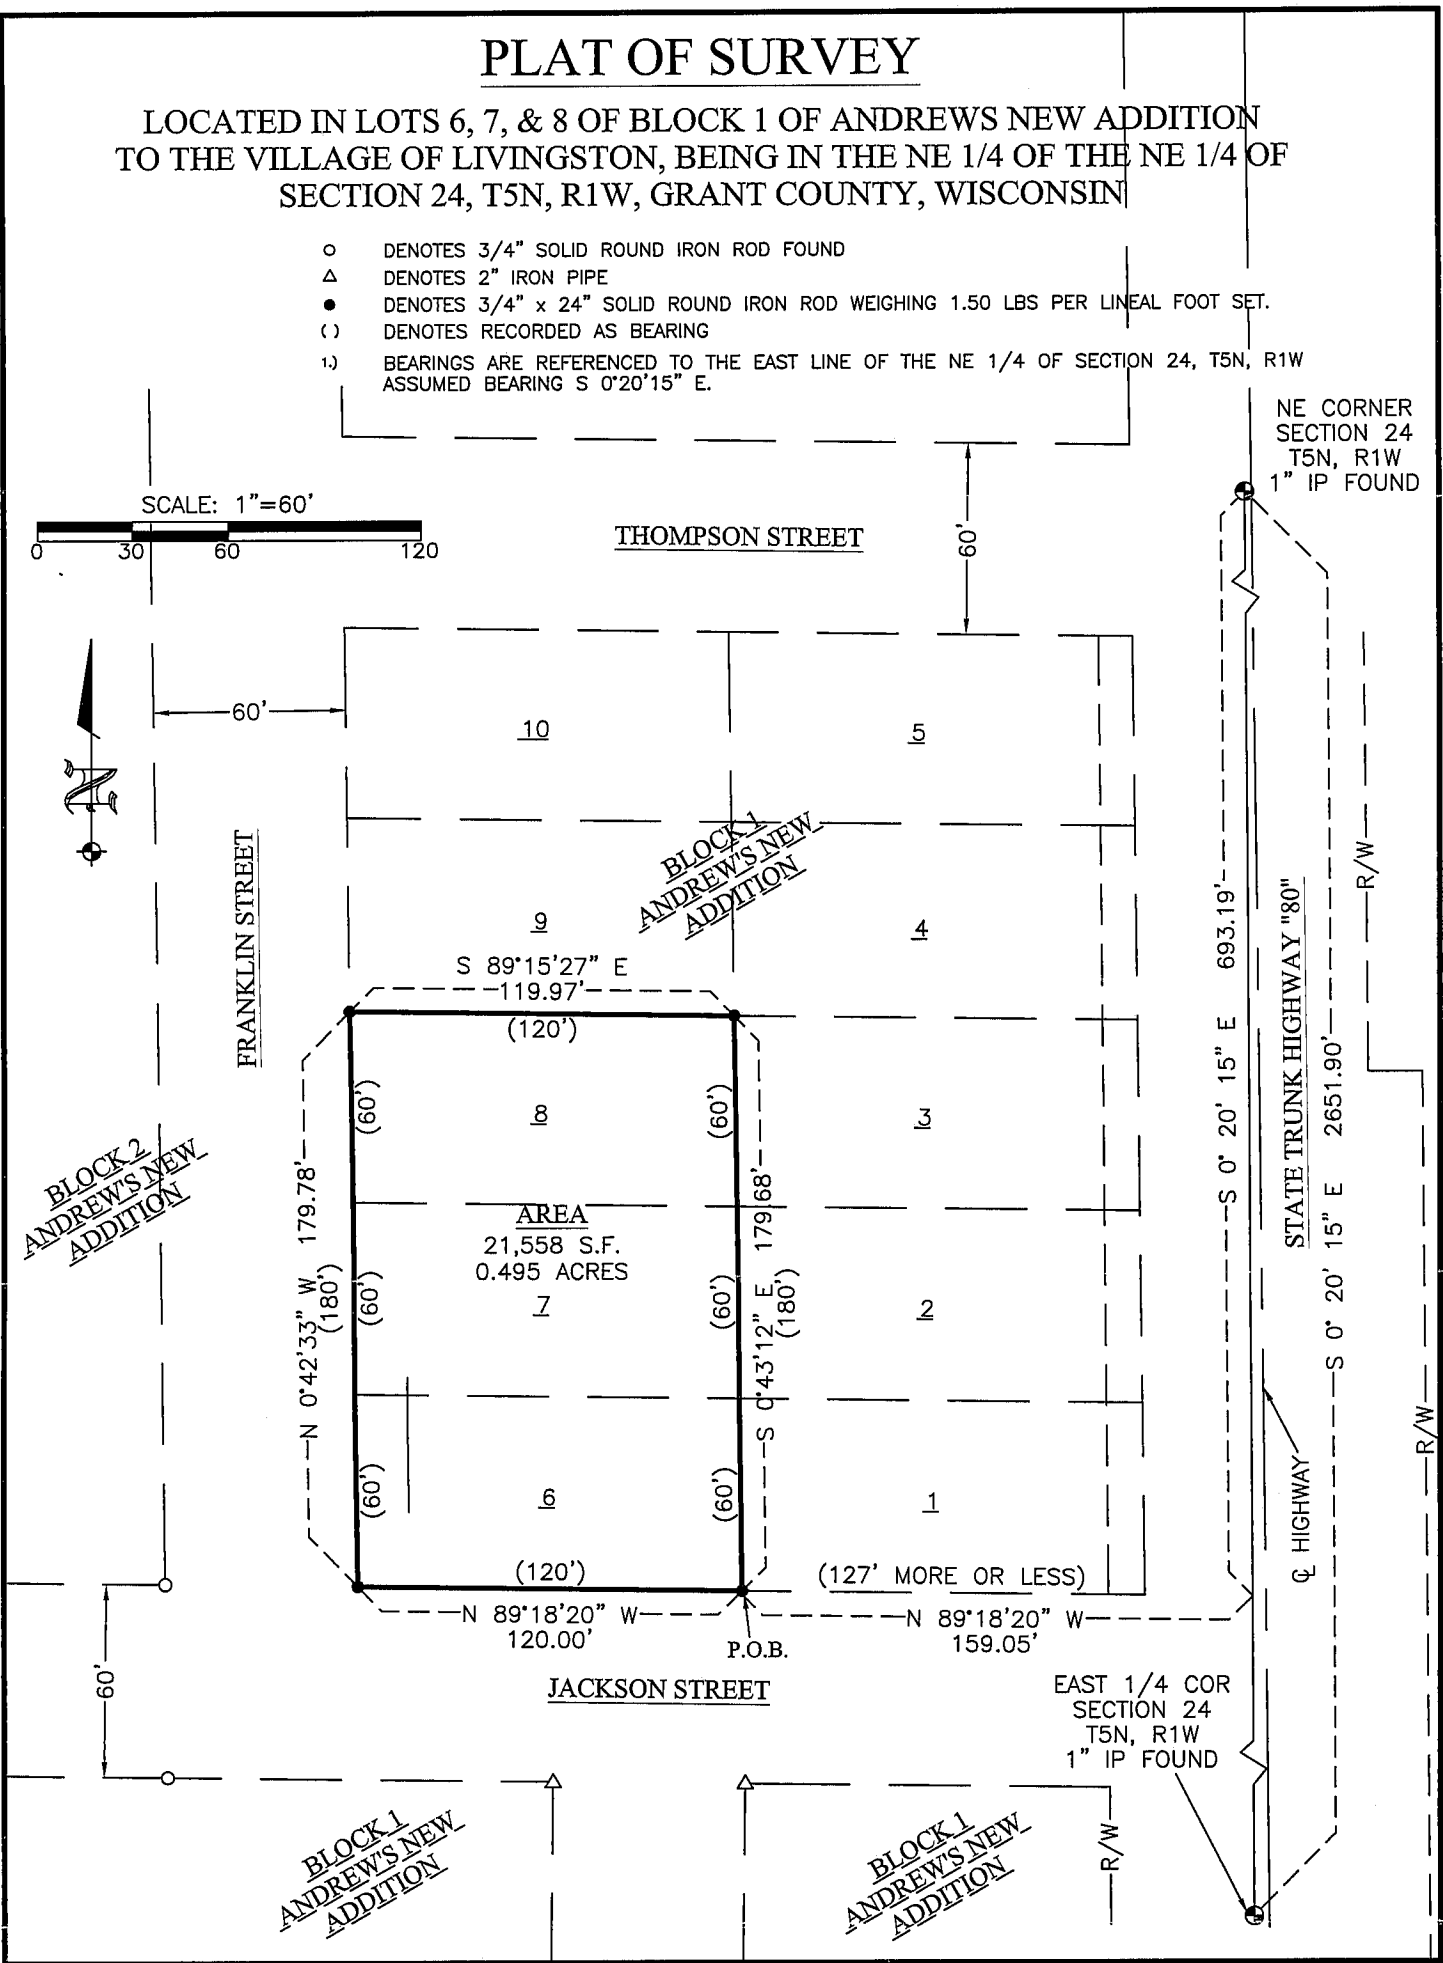 PLAT OF SURVEY
LOCATED IN LOTS 6, 7, & 8 OF BLOCK 1 OF ANDREWS NEW ADDITION
TO THE VILLAGE OF LIVINGSTON, BEING IN THE NE 1/4 OF THE NE 1/4 OF
SECTION 24, T5N, R1W, GRANT COUNTY, WISCONSIN
DENOTES 3/4" SOLID ROUND IRON ROD FOUND
DENOTES 2" IRON PIPE
DENOTES 3/4" x 24" SOLID ROUND IRON ROD WEIGHING 1.50 LBS PER LINEAL FOOT SET.
( ) DENOTES RECORDED AS BEARING
1.) BEARINGS ARE REFERENCED TO THE EAST LINE OF THE NE 1/4 OF SECTION 24, T5N, R1W
ASSUMED BEARING S 0°20'15" E.
NE CORNER
SECTION 24
T5N, R1W
1" IP FOUND
SCALE: 1"=60'
0 30 60 120
THOMPSON STREET
60'
60'
N
10
5
BLOCK 1
ANDREW'S NEW
ADDITION
FRANKLIN STREET
9
4
S 89°15'27" E
119.97'
(120')
693.19'
S 0° 20' 15" E
STATE TRUNK HIGHWAY "80"
2651.90'
S 0° 20' 15" E
R/W
R/W
(60')
8
(60')
3
BLOCK 2
ANDREW'S NEW
ADDITION
179.78'
N 0°42'33" W
(180')
179.68'
S 0°43'12" E
(180')
AREA
21,558 S.F.
0.495 ACRES
(60')
7
(60')
2
(60')
6
(60')
1
℄ HIGHWAY
(120')
(127' MORE OR LESS)
N 89°18'20" W
120.00'
N 89°18'20" W
159.05'
P.O.B.
JACKSON STREET
60'
EAST 1/4 COR
SECTION 24
T5N, R1W
1" IP FOUND
BLOCK 1
ANDREW'S NEW
ADDITION
BLOCK 1
ANDREW'S NEW
ADDITION
R/W